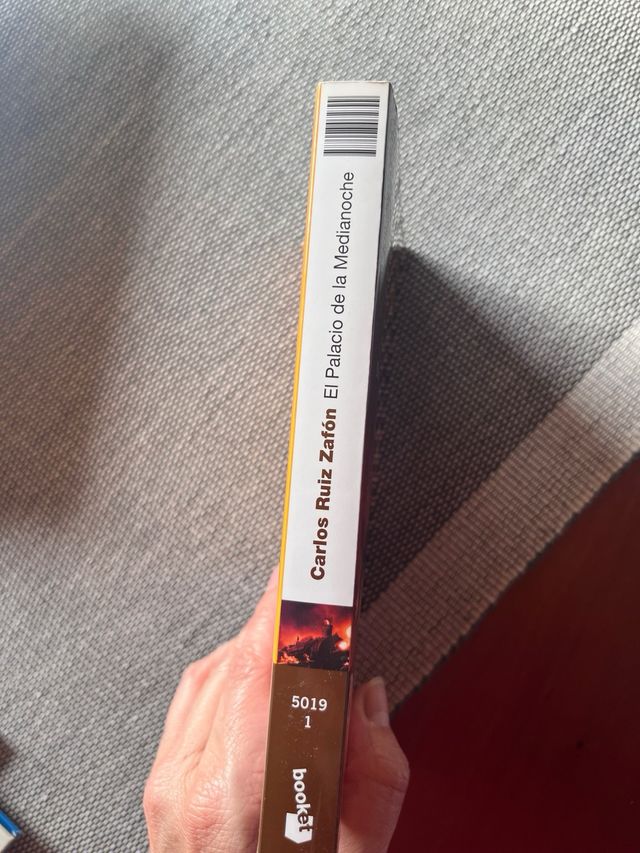 Carlos Ruiz Zafón El Palacio de la Medianoche
5019
1
booket